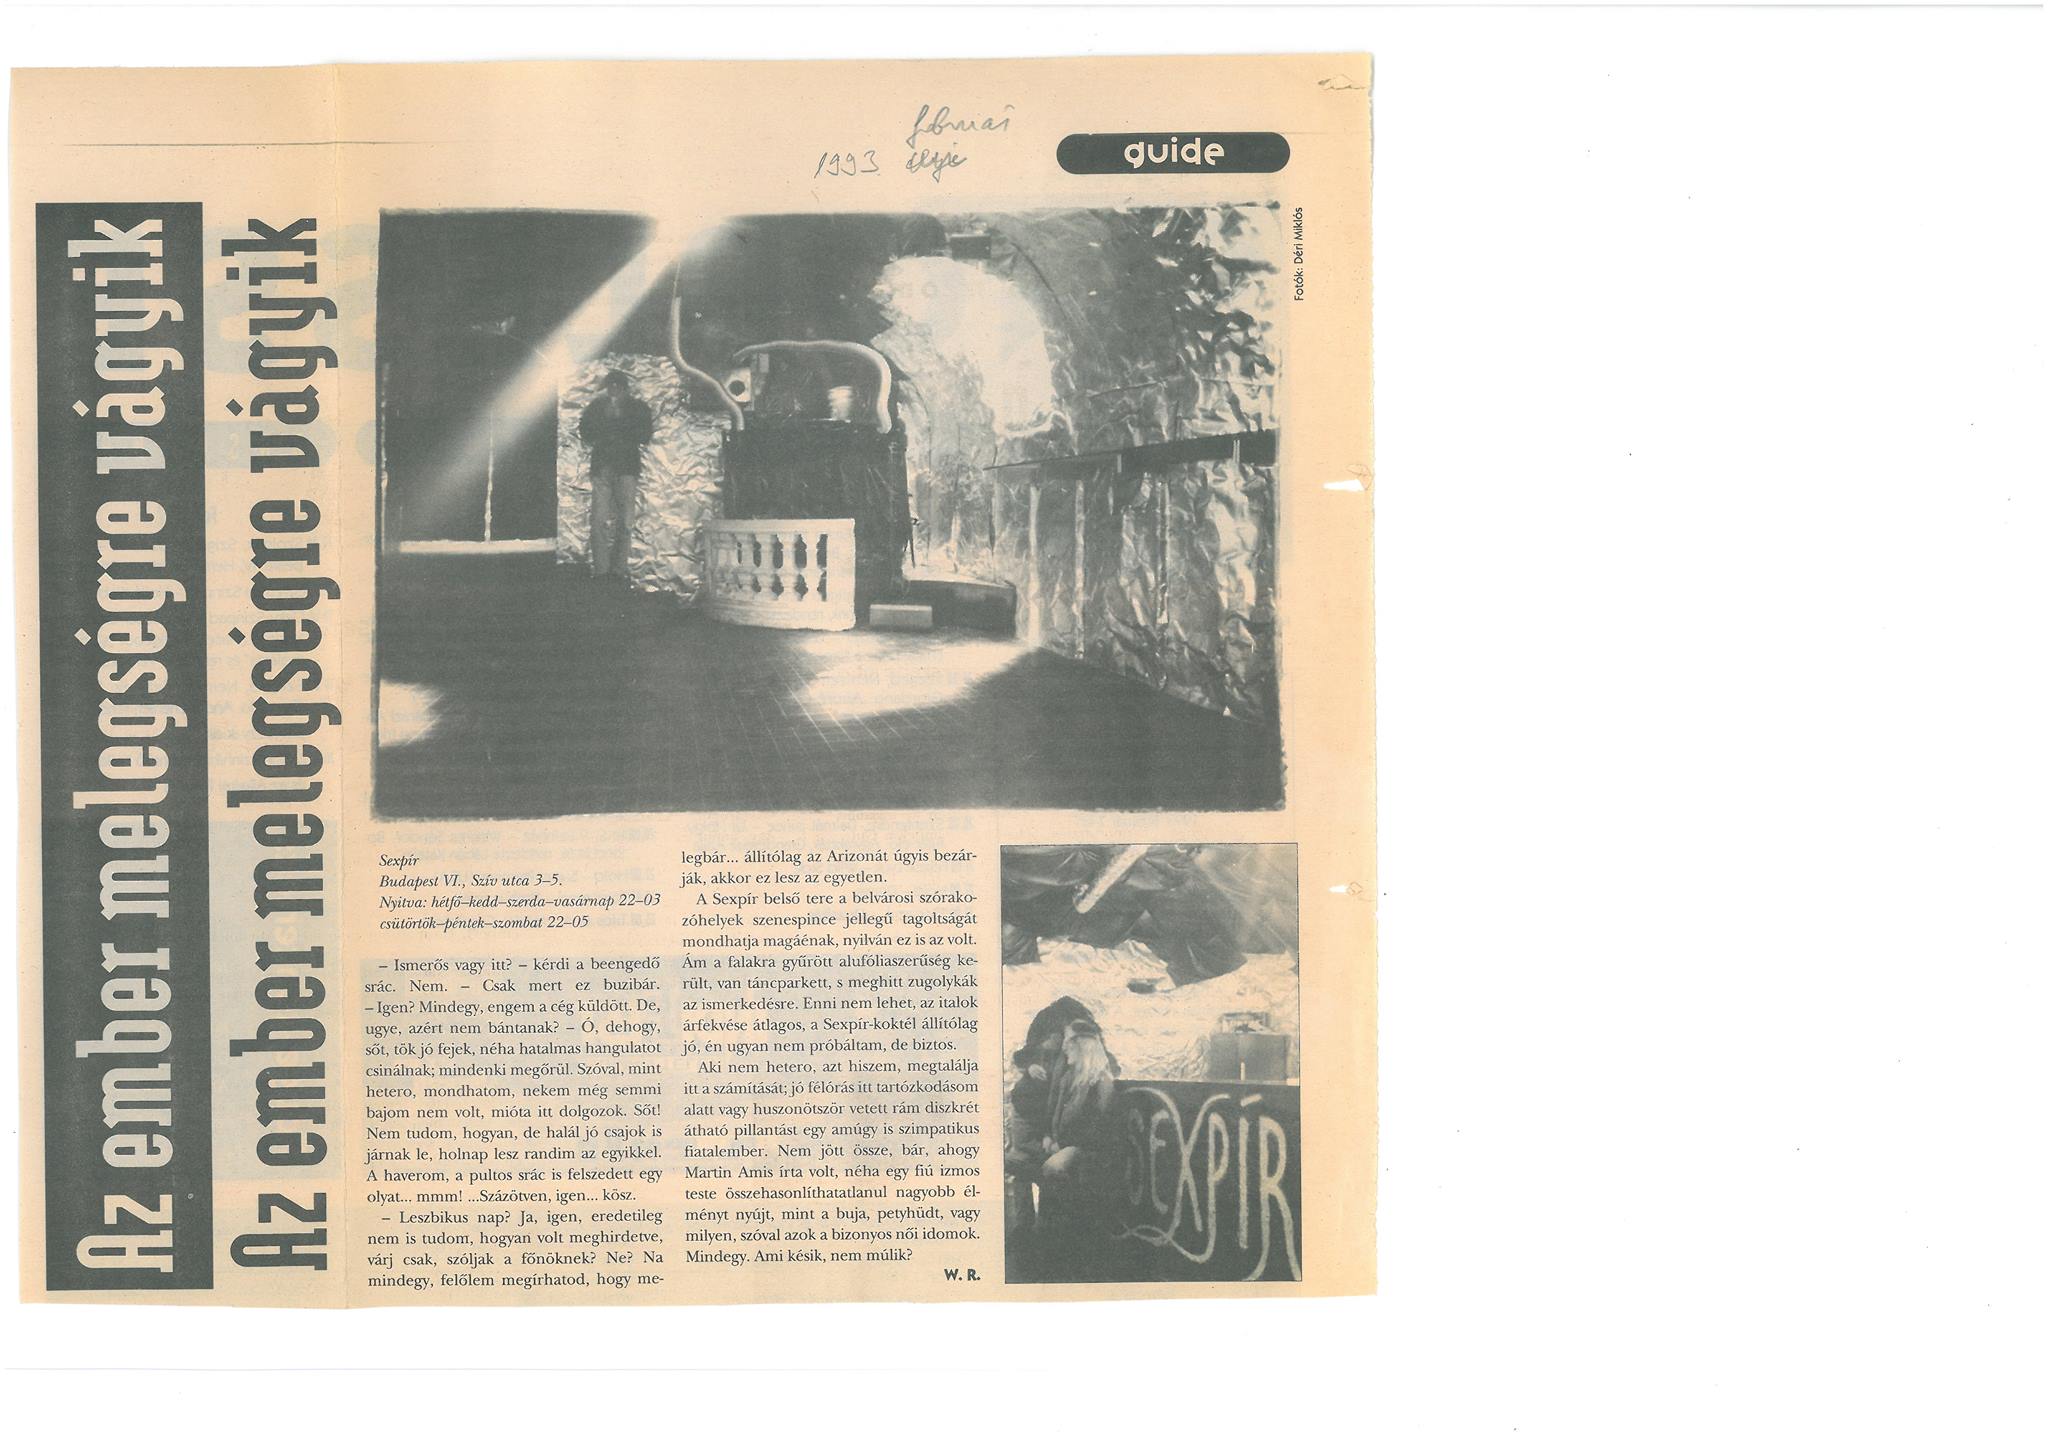 február
1993. eleje
guide
Az ember melegségre vágyik
Az ember melegségre vágyik
Fotók: Déri Miklós
Sexpír
Budapest VI., Szív utca 3–5.
Nyitva: hétfő–kedd–szerda–vasárnap 22–03
csütörtök–péntek–szombat 22–05
– Ismerős vagy itt? – kérdi a beengedő
srác. Nem. – Csak mert ez buzibár.
– Igen? Mindegy, engem a cég küldött. De,
ugye, azért nem bántanak? – Ó, dehogy,
sőt, tök jó fejek, néha hatalmas hangulatot
csinálnak; mindenki megőrül. Szóval, mint
hetero, mondhatom, nekem még semmi
bajom nem volt, mióta itt dolgozok. Sőt!
Nem tudom, hogyan, de halál jó csajok is
járnak le, holnap lesz randim az egyikkel.
A haverom, a pultos srác is felszedett egy
olyat... mmm! ...Százötven, igen... kösz.
– Leszbikus nap? Ja, igen, eredetileg
nem is tudom, hogyan volt meghirdetve,
várj csak, szóljak a főnöknek? Ne? Na
mindegy, felőlem megírhatod, hogy me-
legbár... állítólag az Arizonát úgyis bezár-
ják, akkor ez lesz az egyetlen.
A Sexpír belső tere a belvárosi szórako-
zóhelyek szenespince jellegű tagoltságát
mondhatja magáénak, nyilván ez is az volt.
Ám a falakra gyűrött alufóliaszerűség ke-
rült, van táncparkett, s meghitt zugolykák
az ismerkedésre. Enni nem lehet, az italok
árfekvése átlagos, a Sexpír-koktél állítólag
jó, én ugyan nem próbáltam, de biztos.
Aki nem hetero, azt hiszem, megtalálja
itt a számítását; jó félórás itt tartózkodásom
alatt vagy huszonötször vetett rám diszkrét
átható pillantást egy amúgy is szimpatikus
fiatalember. Nem jött össze, bár, ahogy
Martin Amis írta volt, néha egy fiú izmos
teste összehasonlíthatatlanul nagyobb él-
ményt nyújt, mint a buja, petyhüdt, vagy
milyen, szóval azok a bizonyos női idomok.
Mindegy. Ami késik, nem múlik?
W. R.
SEXPÍR